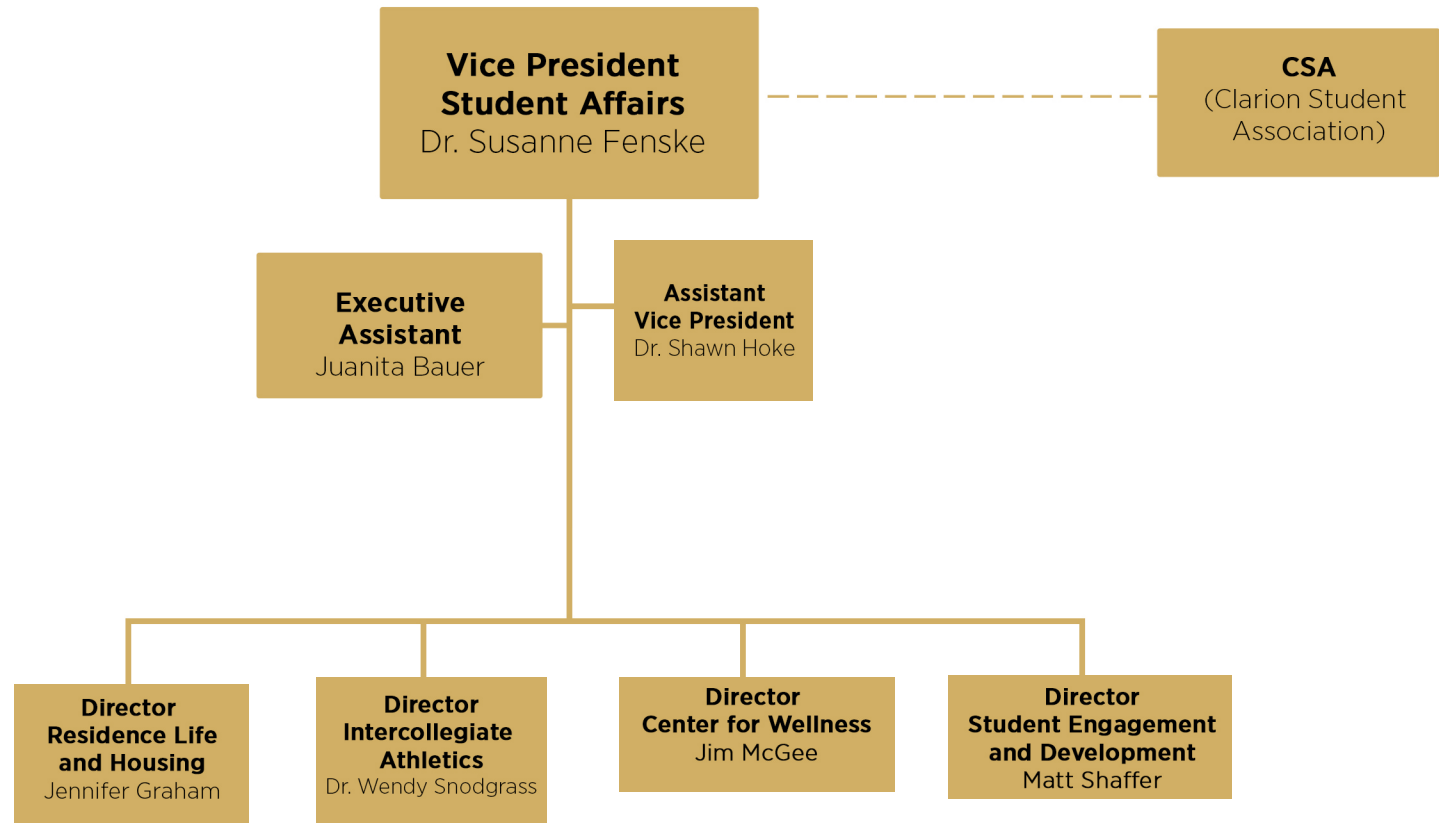 Vice President
Student Affairs
Dr. Susanne Fenske
CSA
(Clarion Student
Association)
Executive
Assistant
Juanita Bauer
Assistant
Vice President
Dr. Shawn Hoke
Director
Residence Life
and Housing
Jennifer Graham
Director
Intercollegiate
Athletics
Dr. Wendy Snodgrass
Director
Center for Wellness
Jim McGee
Director
Student Engagement
and Development
Matt Shaffer